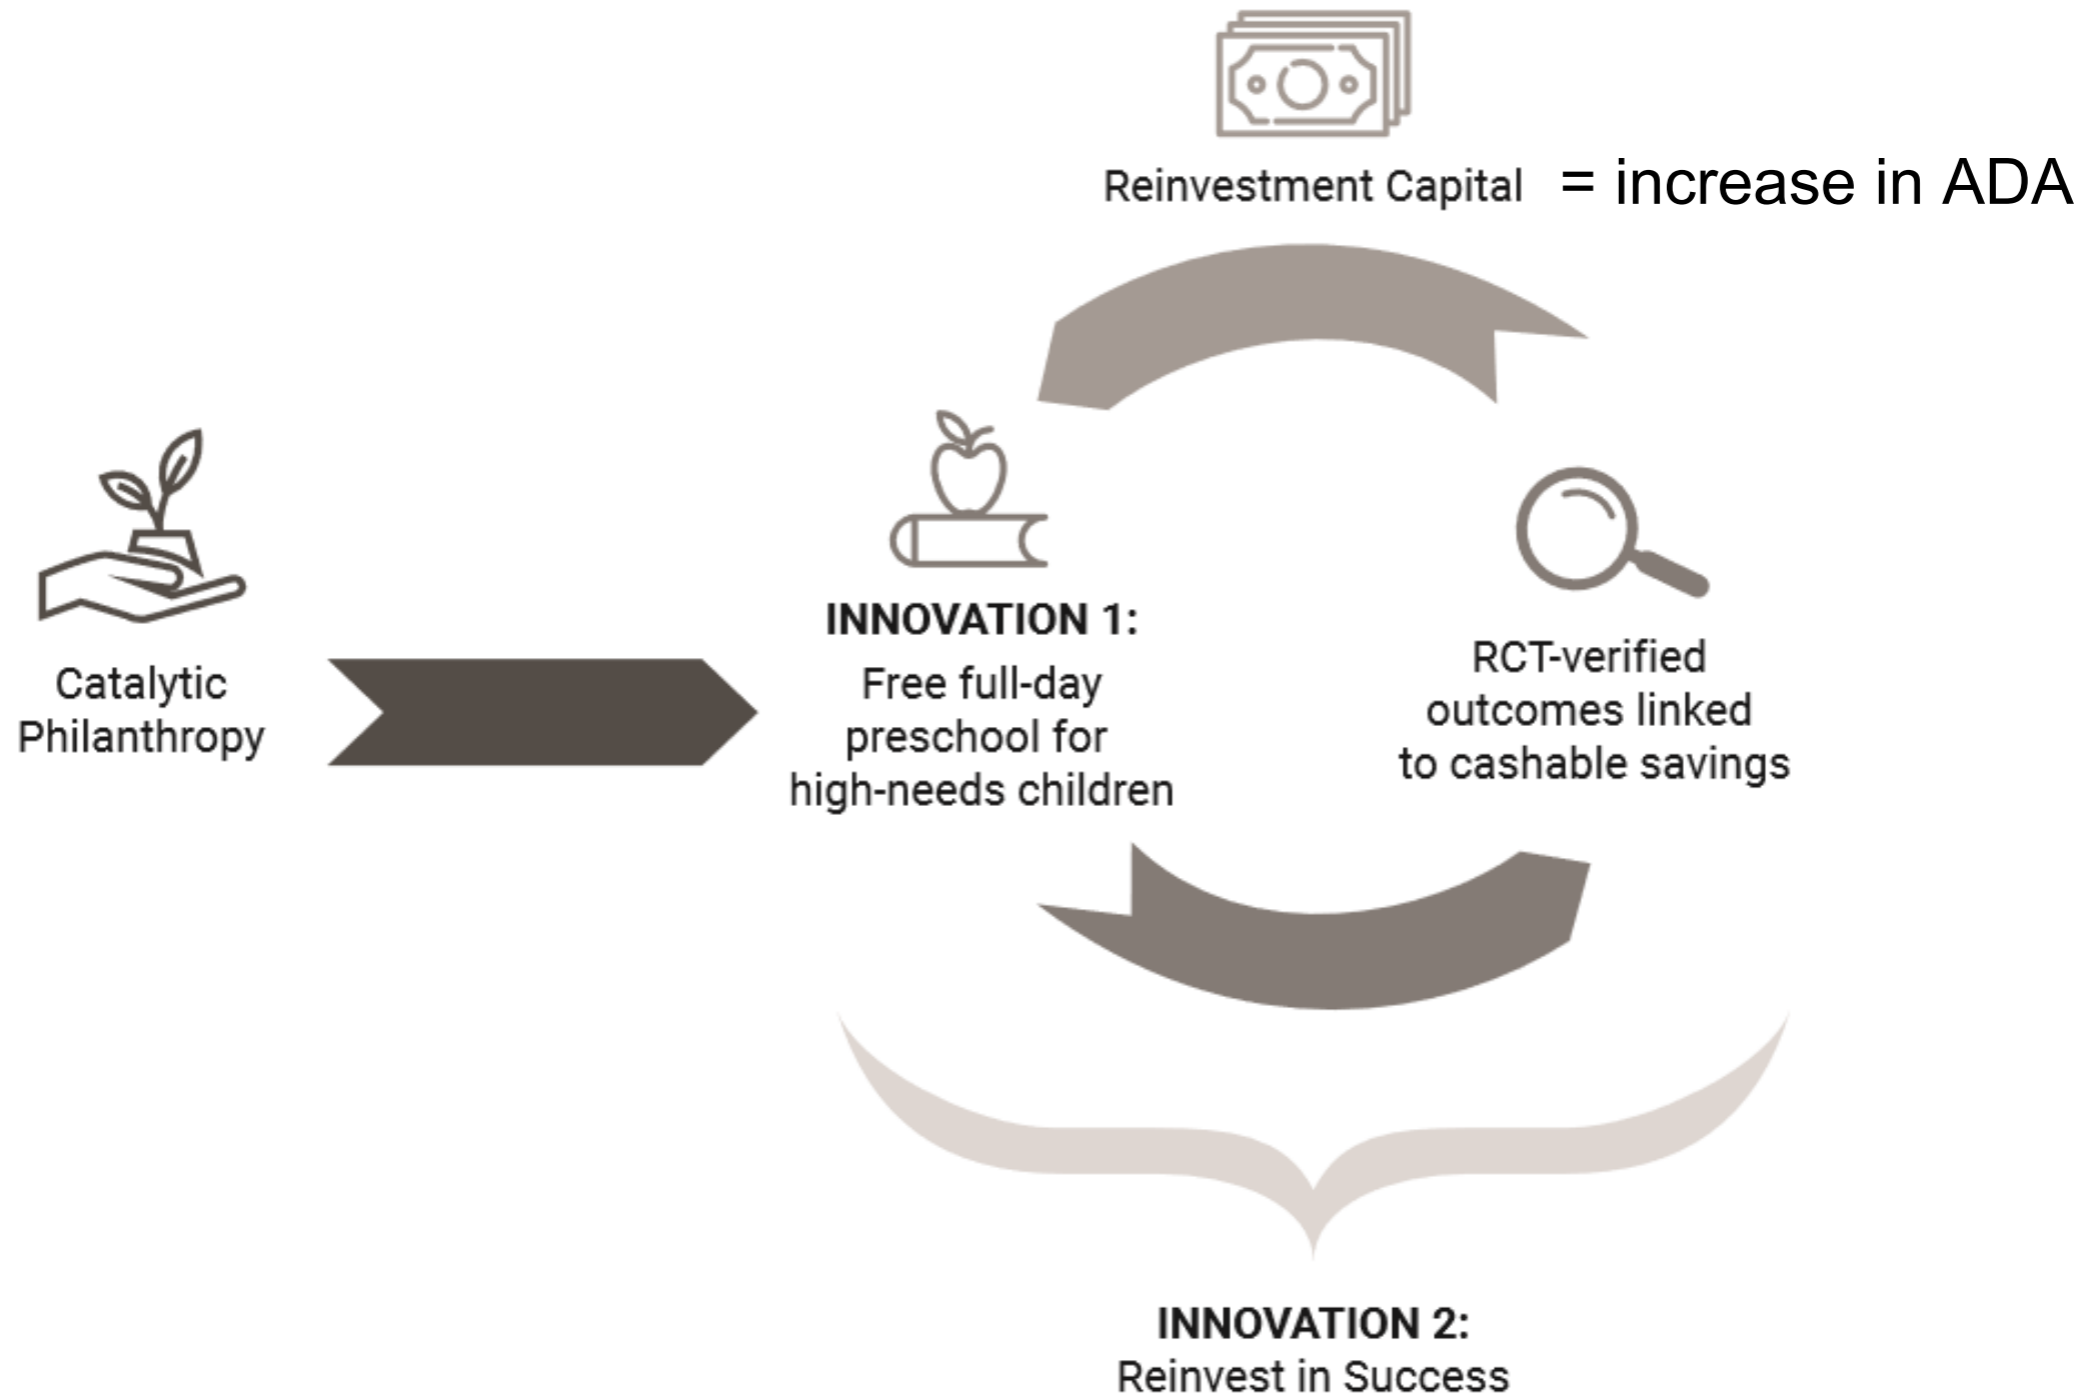 Reinvestment Capital = increase in ADA
Catalytic
Philanthropy
INNOVATION 1:
Free full-day
preschool for
high-needs children
RCT-verified
outcomes linked
to cashable savings
INNOVATION 2:
Reinvest in Success